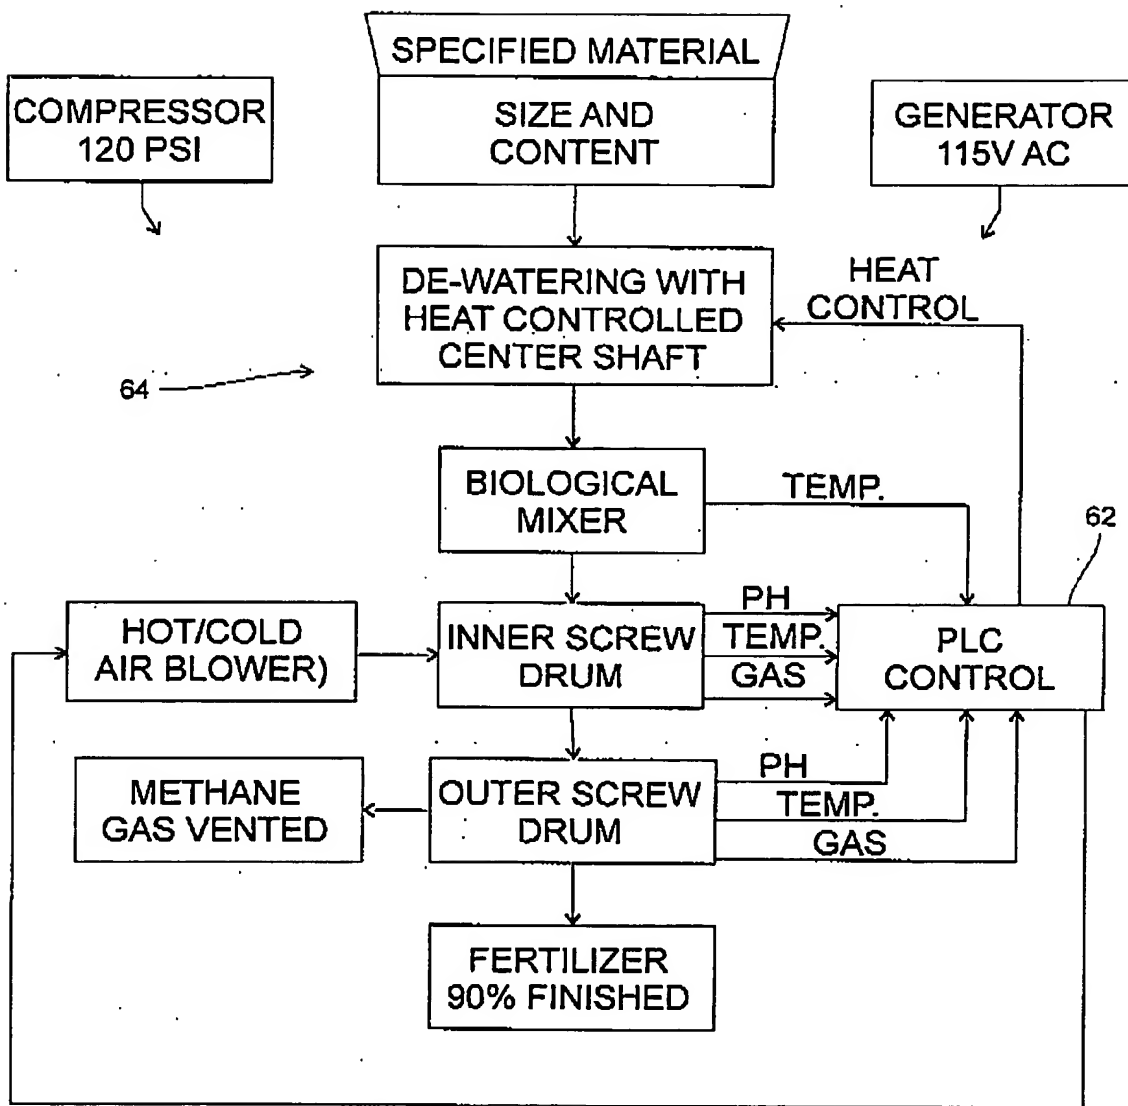 SPECIFIED MATERIAL
COMPRESSOR
120 PSI
SIZE AND
CONTENT
GENERATOR
115V AC
DE-WATERING WITH
HEAT CONTROLLED
CENTER SHAFT
HEAT
CONTROL
64
BIOLOGICAL
MIXER
TEMP.
62
HOT/COLD
AIR BLOWER)
INNER SCREW
DRUM
PH
TEMP.
GAS
PLC
CONTROL
METHANE
GAS VENTED
OUTER SCREW
DRUM
PH
TEMP.
GAS
FERTILIZER
90% FINISHED